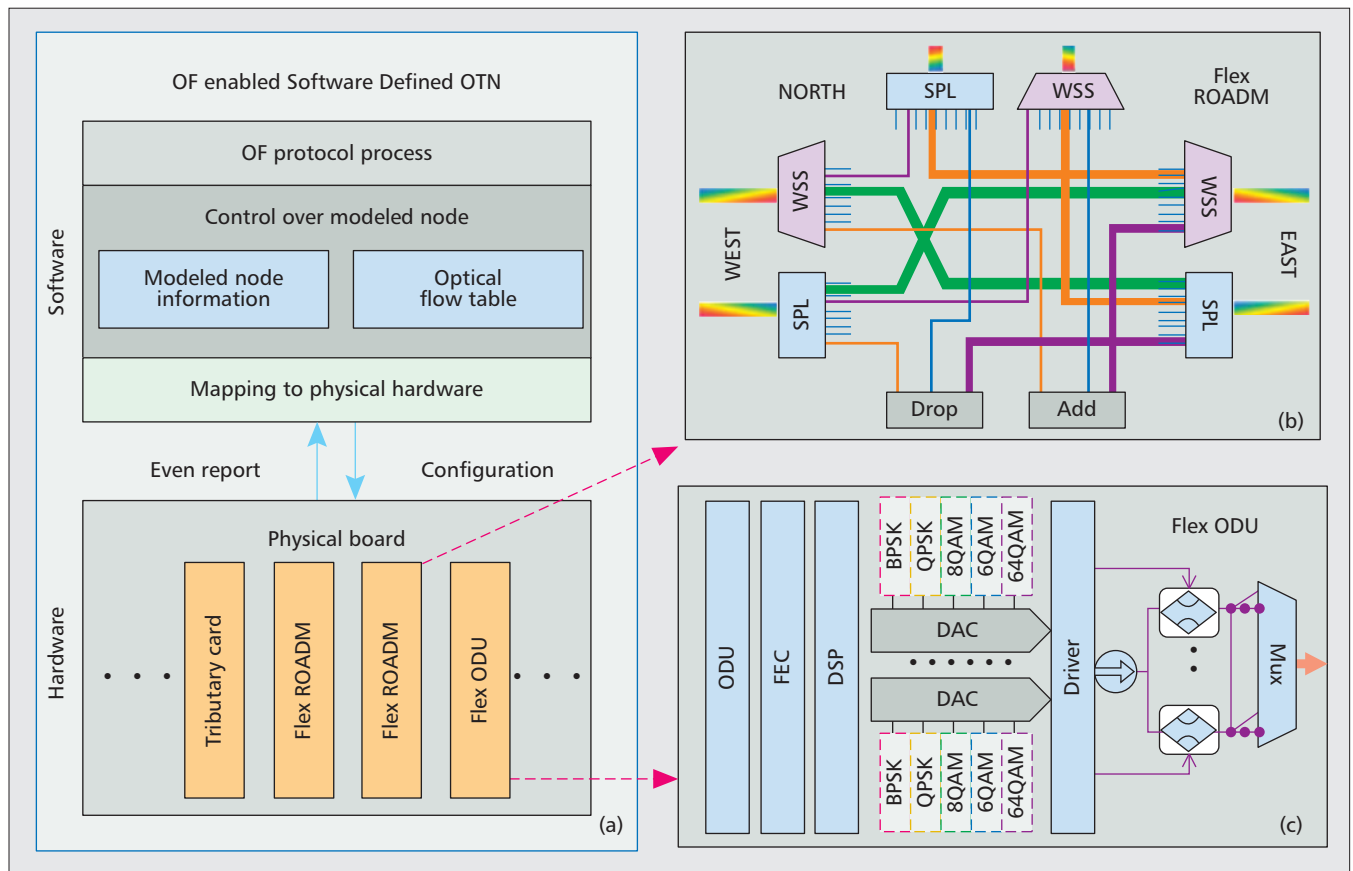 OF enabled Software Defined OTN
Software
OF protocol process
Control over modeled node
Modeled node
information
Optical
flow table
Mapping to physical hardware
Even report
Configuration
Hardware
Physical board
Tributary card
Flex ROADM
Flex ROADM
Flex ODU
(a)
NORTH
SPL
WSS
Flex
ROADM
WSS
WSS
WEST
EAST
SPL
SPL
Drop
Add
(b)
Flex ODU
ODU
FEC
DSP
BPSK
QPSK
8QAM
6QAM
64QAM
DAC
DAC
BPSK
QPSK
8QAM
6QAM
64QAM
Driver
Mux
(c)